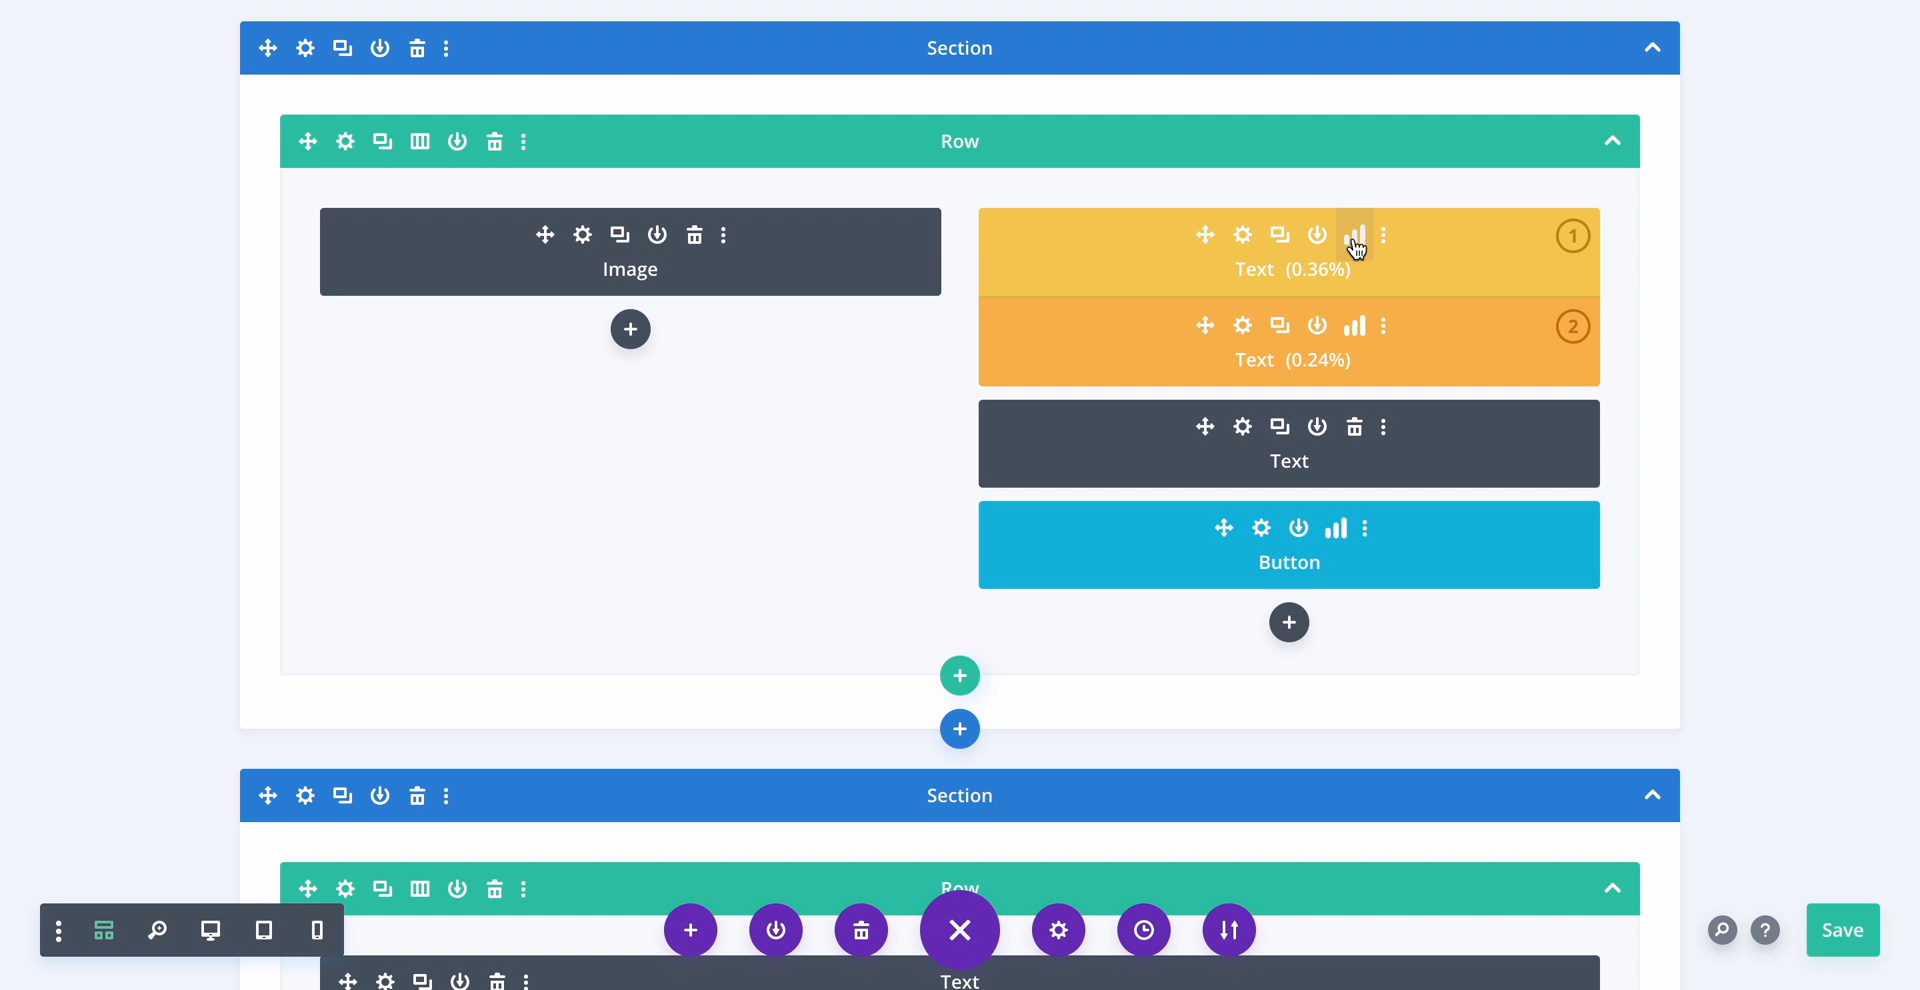 Section
Row
Image
1
Text (0.36%)
2
Text (0.24%)
Text
Button
Section
Row
?
Save
Text